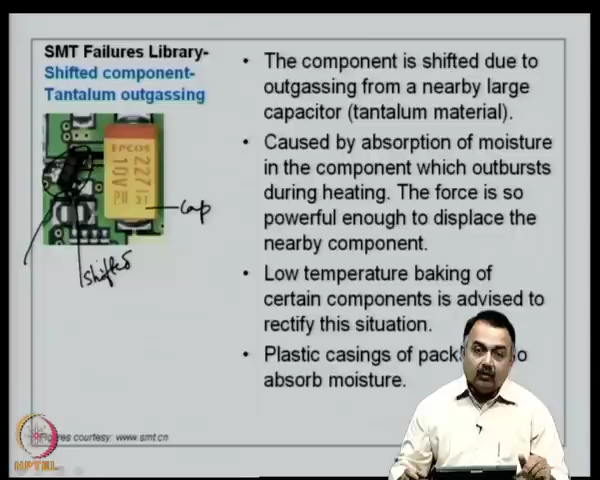 SMT Failures Library-
Shifted component-
Tantalum outgassing
EPCOS
227
10V
cap
shifted
• The component is shifted due to
outgassing from a nearby large
capacitor (tantalum material).
• Caused by absorption of moisture
in the component which outbursts
during heating. The force is so
powerful enough to displace the
nearby component.
• Low temperature baking of
certain components is advised to
rectify this situation.
• Plastic casings of pack
absorb moisture.
ures courtesy: www.smt.cn
NPTEL